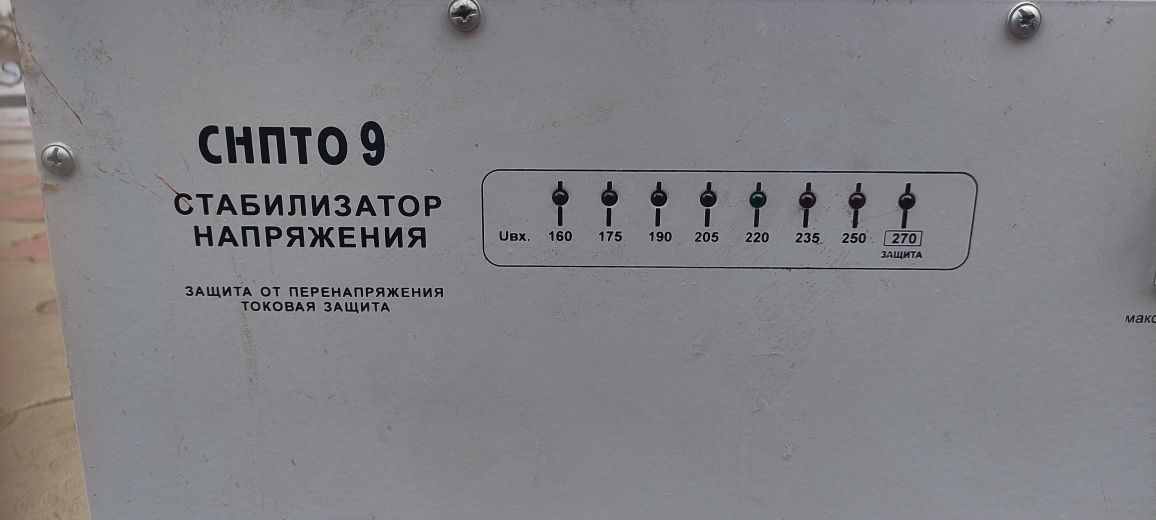 СНПТО 9
СТАБИЛИЗАТОР
НАПРЯЖЕНИЯ
ЗАЩИТА ОТ ПЕРЕНАПРЯЖЕНИЯ
ТОКОВАЯ ЗАЩИТА
Uвх. 160 175 190 205 220 235 250 270
ЗАЩИТА